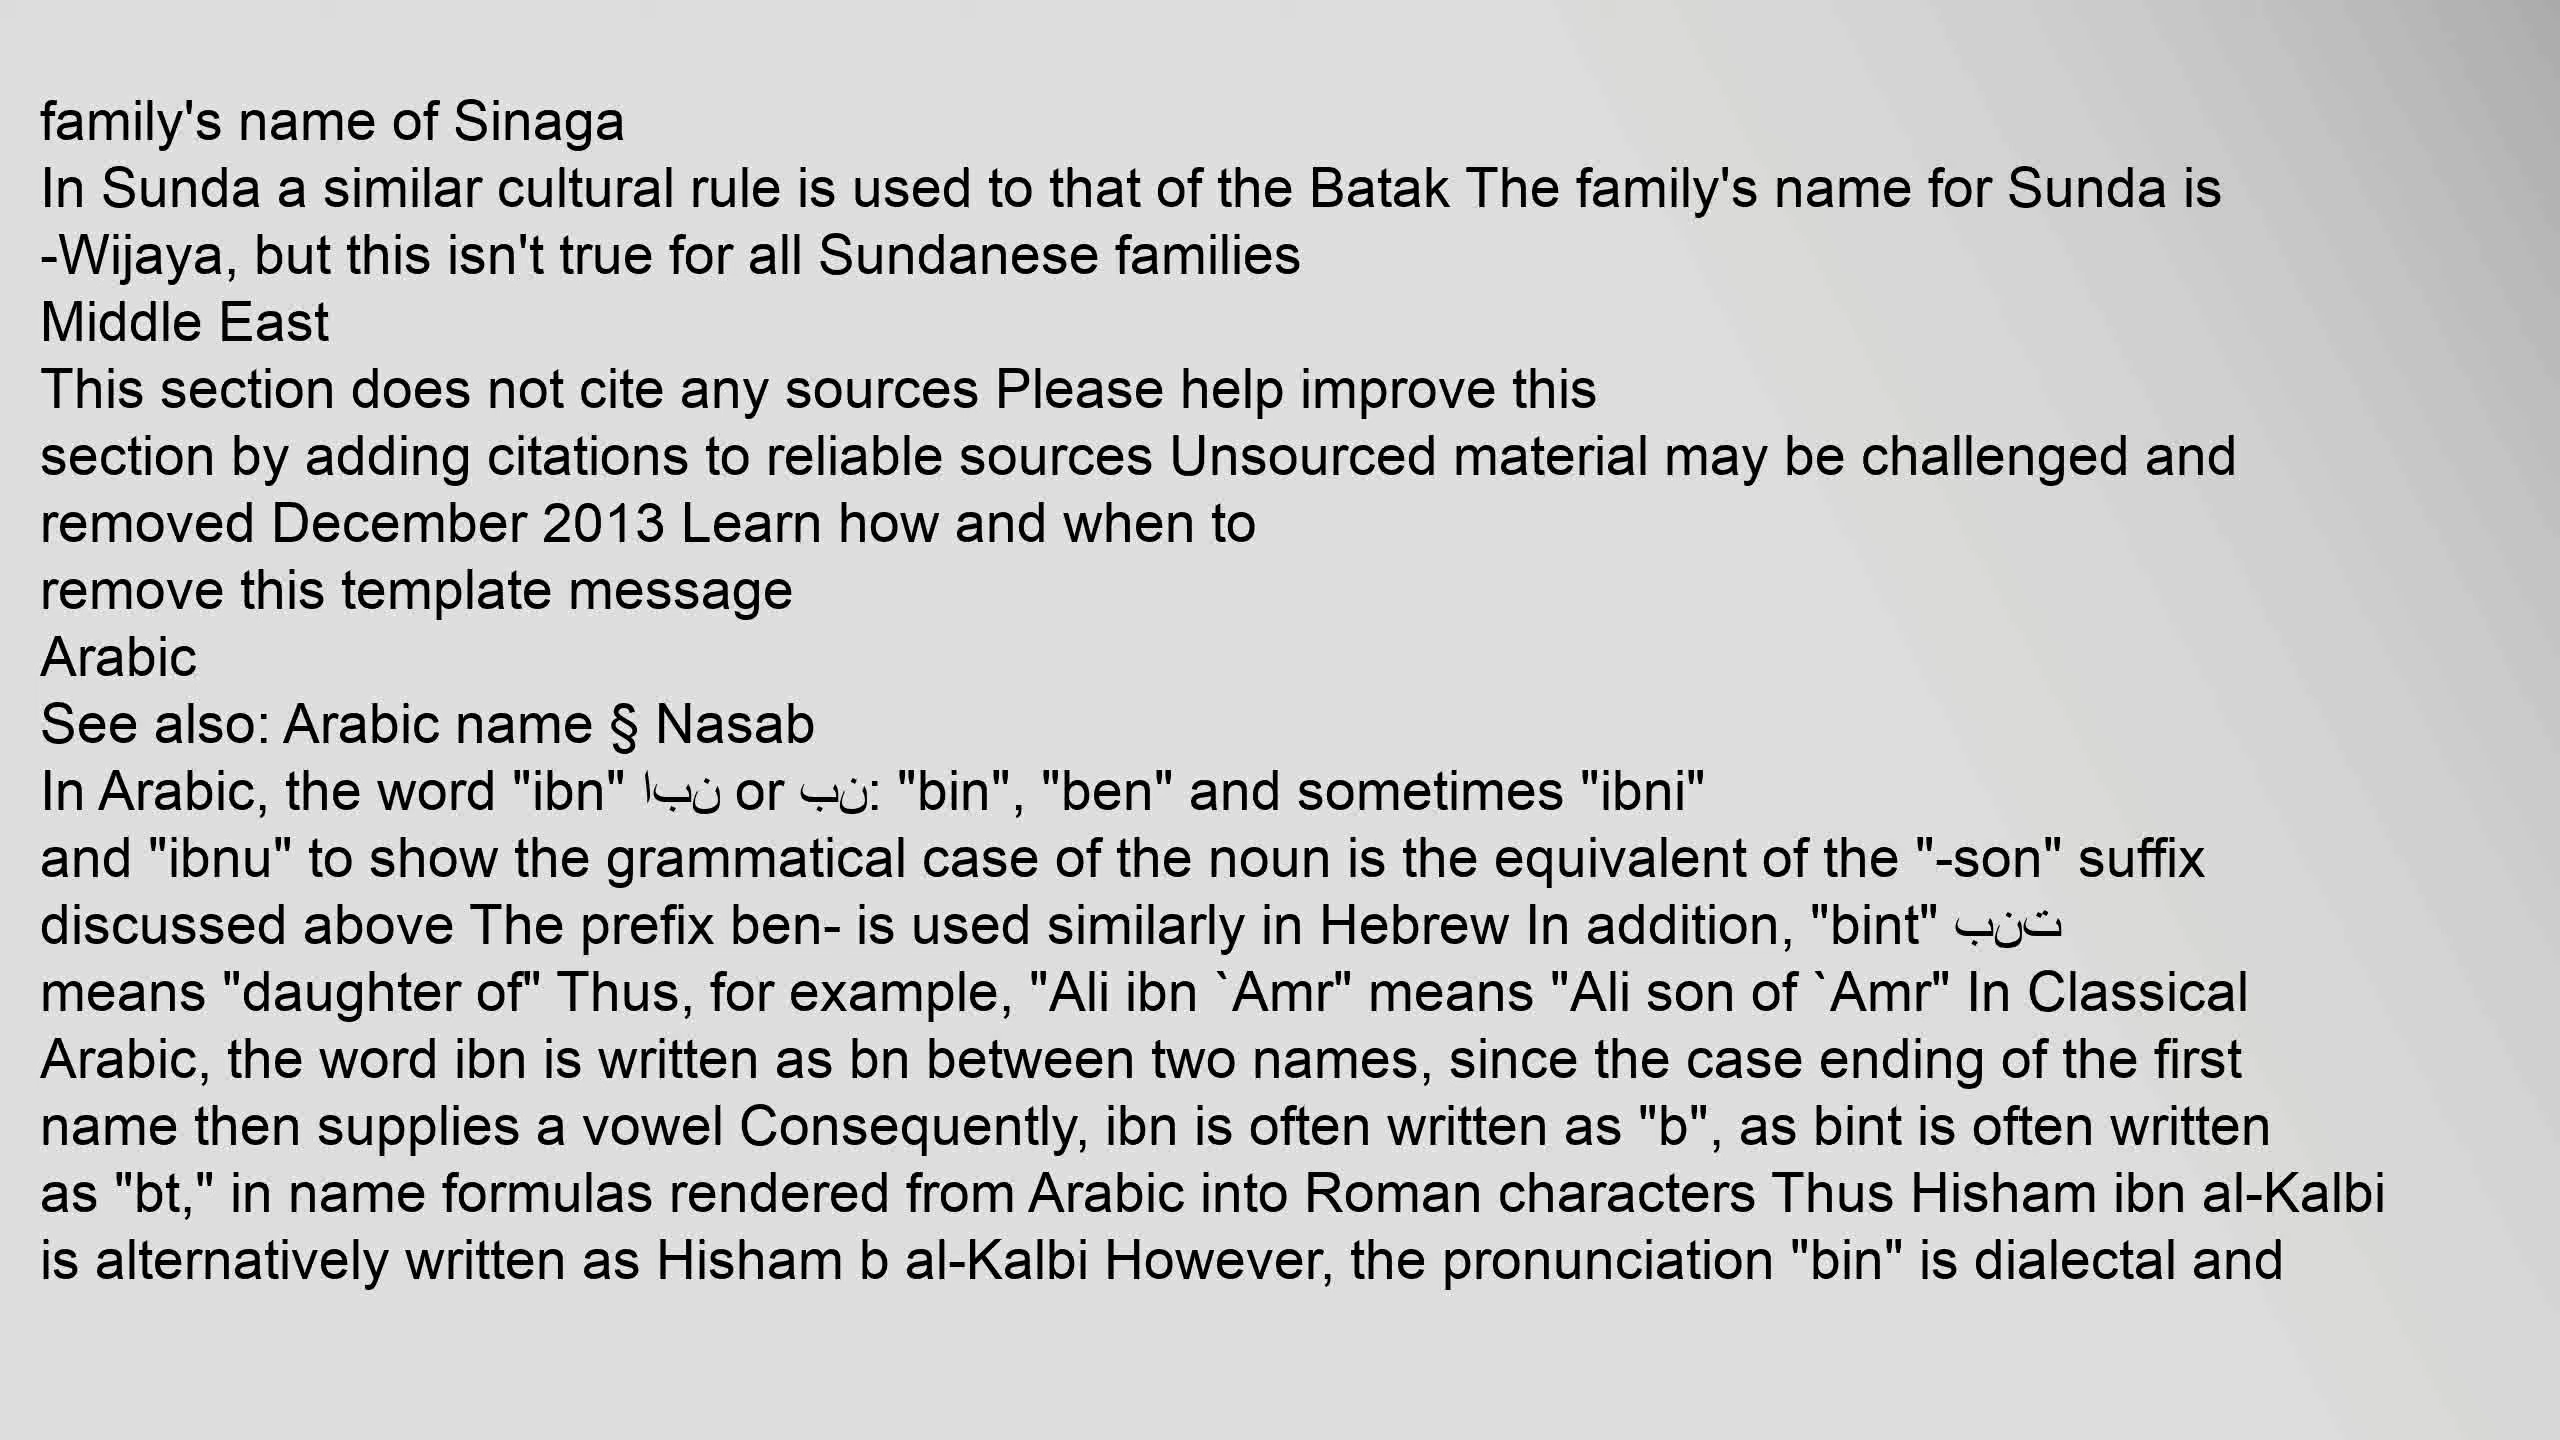 family's name of Sinaga
In Sunda a similar cultural rule is used to that of the Batak The family's name for Sunda is
-Wijaya, but this isn't true for all Sundanese families
Middle East
This section does not cite any sources Please help improve this
section by adding citations to reliable sources Unsourced material may be challenged and
removed December 2013 Learn how and when to
remove this template message
Arabic
See also: Arabic name § Nasab
In Arabic, the word "ibn" نبا or نب: "bin", "ben" and sometimes "ibni"
and "ibnu" to show the grammatical case of the noun is the equivalent of the "-son" suffix
discussed above The prefix ben- is used similarly in Hebrew In addition, "bint" تنب
means "daughter of" Thus, for example, "Ali ibn `Amr" means "Ali son of `Amr" In Classical
Arabic, the word ibn is written as bn between two names, since the case ending of the first
name then supplies a vowel Consequently, ibn is often written as "b", as bint is often written
as "bt," in name formulas rendered from Arabic into Roman characters Thus Hisham ibn al-Kalbi
is alternatively written as Hisham b al-Kalbi However, the pronunciation "bin" is dialectal and